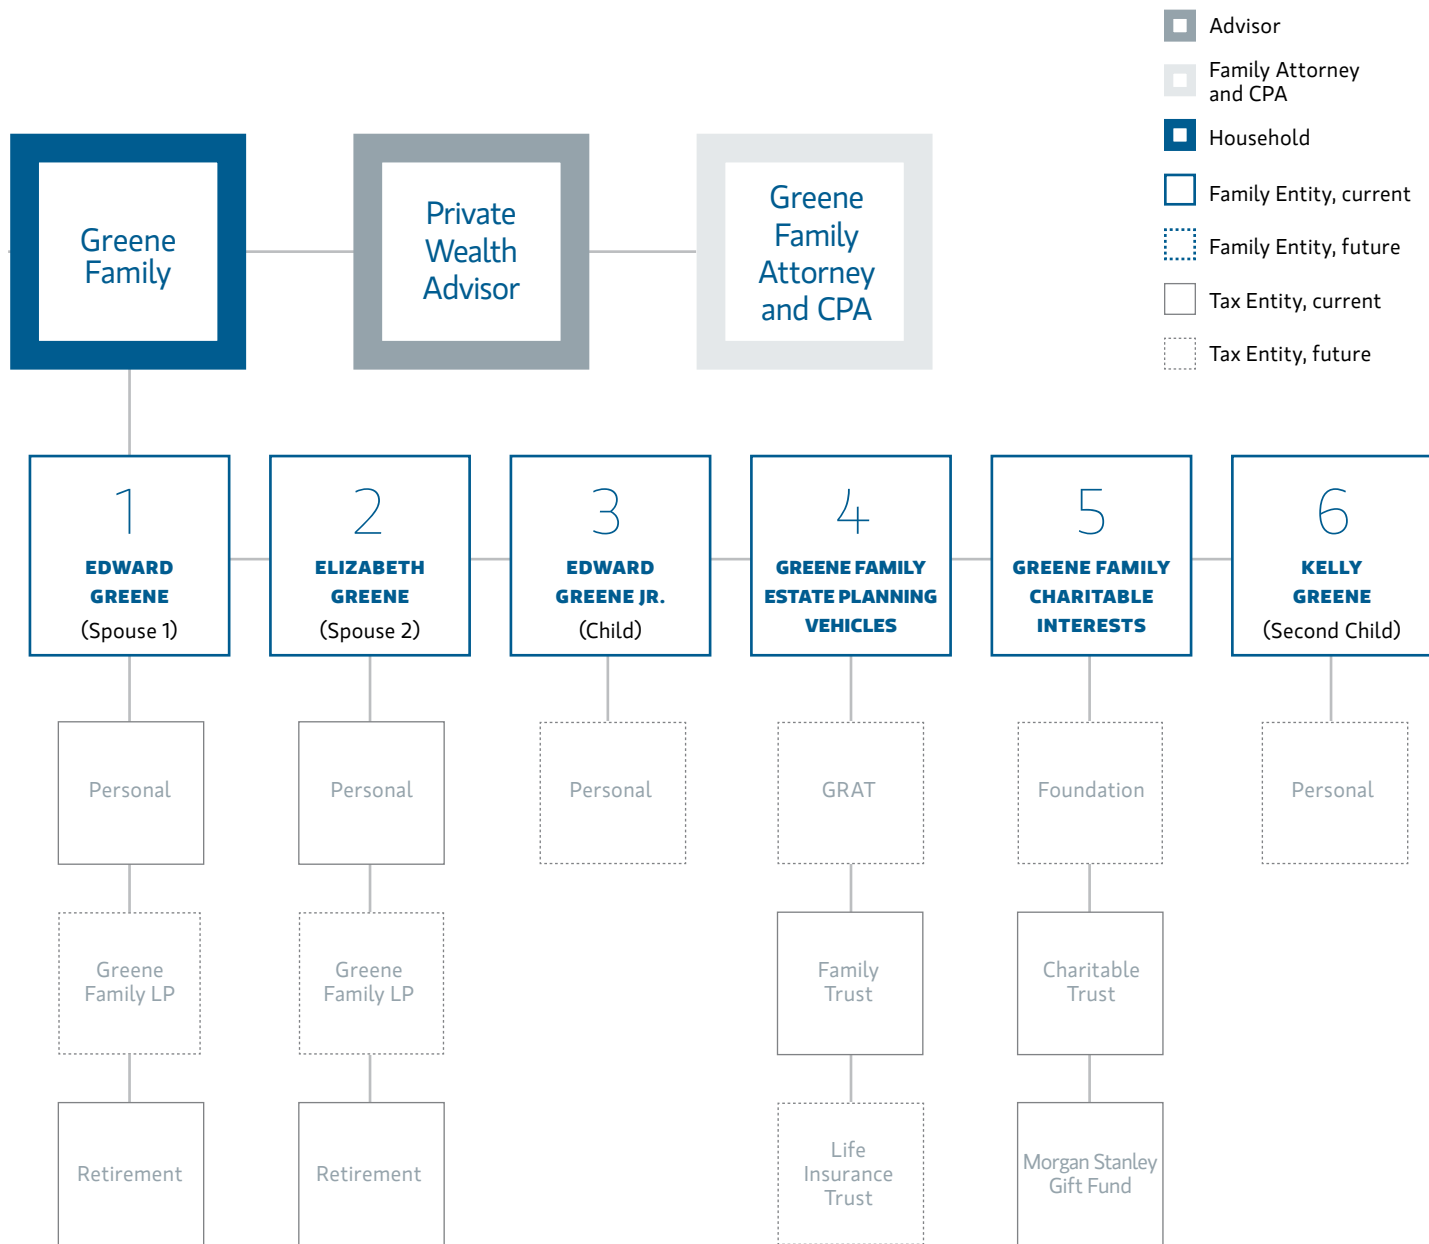 Advisor
Family Attorney
and CPA
Household
Family Entity, current
Family Entity, future
Tax Entity, current
Tax Entity, future
Greene
Family
Private
Wealth
Advisor
Greene
Family
Attorney
and CPA
1
EDWARD
GREENE
(Spouse 1)
2
ELIZABETH
GREENE
(Spouse 2)
3
EDWARD
GREENE JR.
(Child)
4
GREENE FAMILY
ESTATE PLANNING
VEHICLES
5
GREENE FAMILY
CHARITABLE
INTERESTS
6
KELLY
GREENE
(Second Child)
Personal
Personal
Personal
GRAT
Foundation
Personal
Greene
Family LP
Greene
Family LP
Family
Trust
Charitable
Trust
Retirement
Retirement
Life
Insurance
Trust
Morgan Stanley
Gift Fund